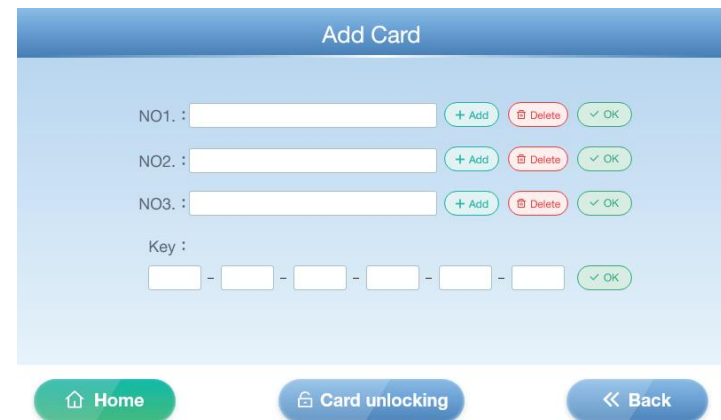 Add Card
NO1. : + Add Delete ✓ OK
NO2. : + Add Delete ✓ OK
NO3. : + Add Delete ✓ OK
Key :
- - - - - ✓ OK
Home Card unlocking << Back